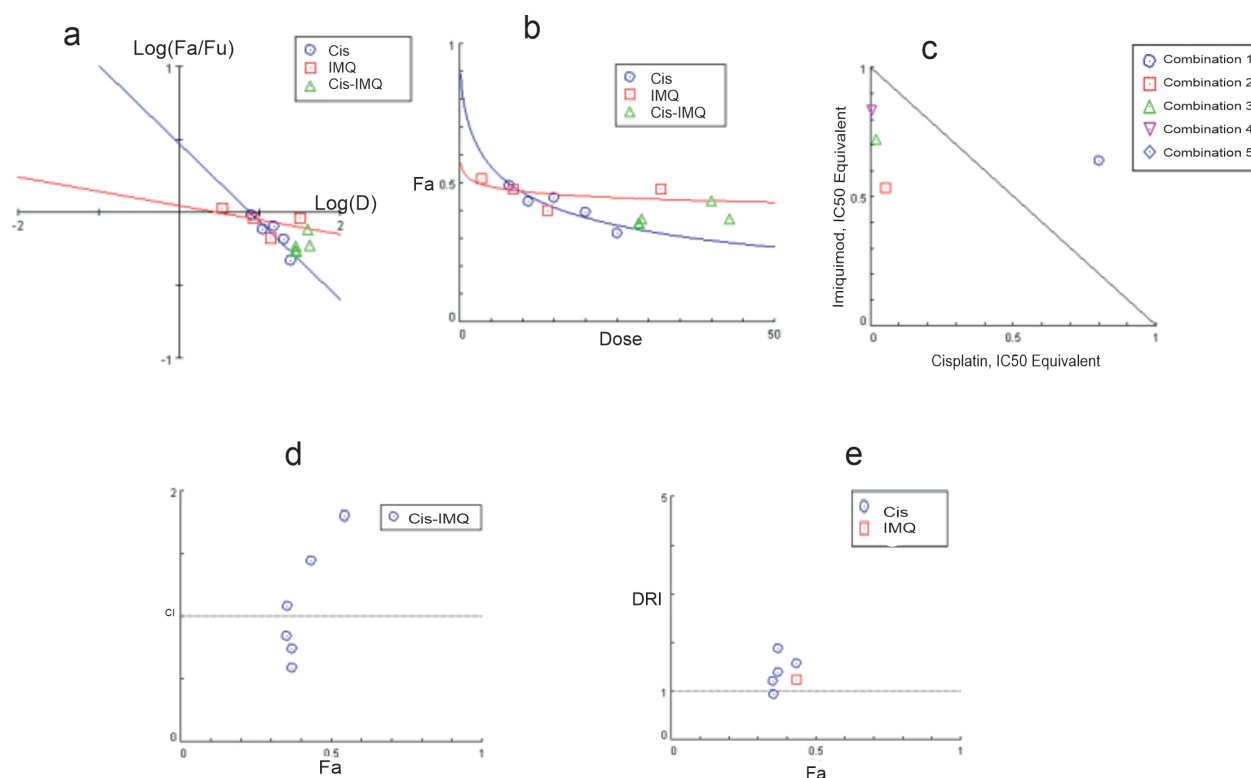 a
Log(Fa/Fu)
1
Cis
IMQ
Cis-IMQ
Log(D)
-2
2
-1
b
1
Cis
IMQ
Cis-IMQ
Fa
0.5
0
0
50
Dose
c
Combination 1
Combination 2
Combination 3
Combination 4
Combination 5
1
0.5
0
Imiquimod, IC50 Equivalent
0
0.5
1
Cisplatin, IC50 Equivalent
d
2
Cis-IMQ
CI
0
0
0.5
1
Fa
e
5
Cis
IMQ
DRI
1
0
0
0.5
1
Fa